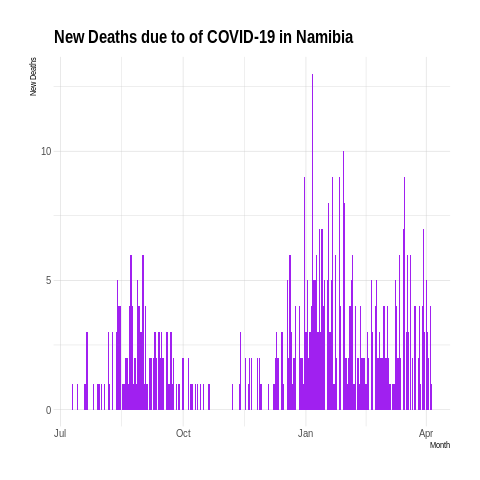 New Deaths due to of COVID-19 in Namibia
New Deaths
10
5
0
Jul Oct Jan Apr
Month